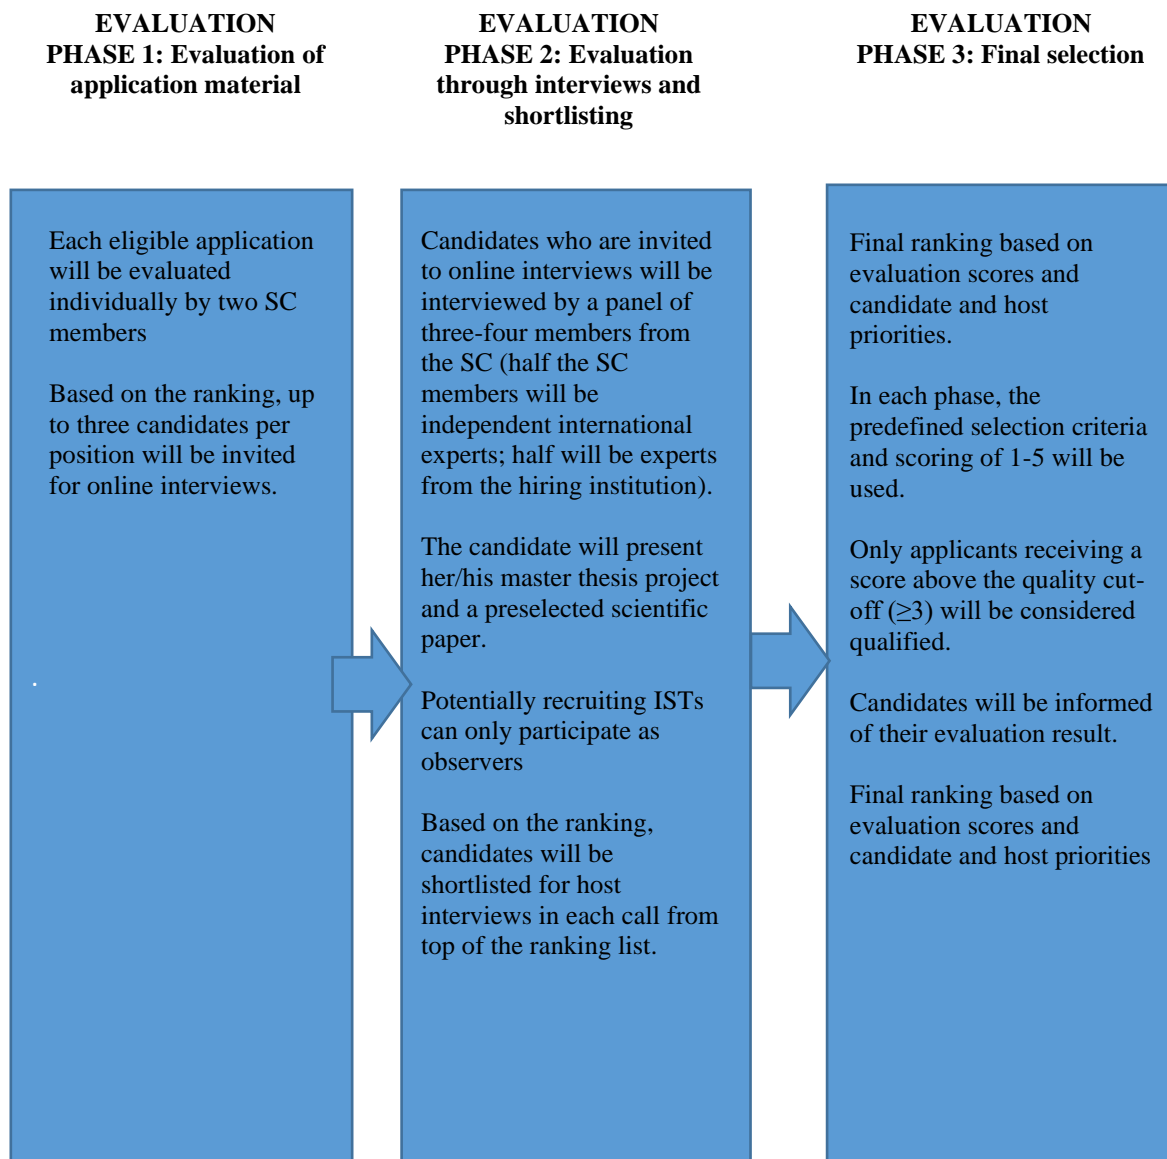 EVALUATION
PHASE 1: Evaluation of
application material
Each eligible application
will be evaluated
individually by two SC
members
Based on the ranking, up
to three candidates per
position will be invited
for online interviews.
.
EVALUATION
PHASE 2: Evaluation
through interviews and
shortlisting
Candidates who are invited
to online interviews will be
interviewed by a panel of
three-four members from
the SC (half the SC
members will be
independent international
experts; half will be experts
from the hiring institution).
The candidate will present
her/his master thesis project
and a preselected scientific
paper.
Potentially recruiting ISTs
can only participate as
observers
Based on the ranking,
candidates will be
shortlisted for host
interviews in each call from
top of the ranking list.
EVALUATION
PHASE 3: Final selection
Final ranking based on
evaluation scores and
candidate and host
priorities.
In each phase, the
predefined selection criteria
and scoring of 1-5 will be
used.
Only applicants receiving a
score above the quality cut-
off (≥3) will be considered
qualified.
Candidates will be informed
of their evaluation result.
Final ranking based on
evaluation scores and
candidate and host priorities